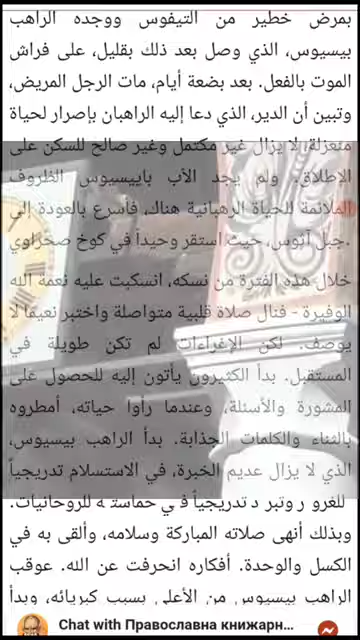 بمرض خطير من التيفوس ووجده الراهب
بيسيوس، الذي وصل بعد ذلك بقليل، على فراش
الموت بالفعل. بعد بضعة أيام، مات الرجل المريض،
وتبين أن الدير، الذي دعا إليه الراهبان بإصرار لحياة
منعزلة، لا يزال غير مكتمل وغير صالح للسكن على
الإطلاق. ولم يجد الأب باييسيوس الظروف
الملائمة للحياة الرهبانية هناك، فأسرع بالعودة إلى
جبل آثوس، حيث استقر وحيداً في كوخ صحراوي.
خلال هذه الفترة من نسكه، انسكبت عليه نعمة الله
الوفيرة - فنال صلاة قلبية متواصلة واختبر نعيماً لا
يوصف. لكن الإغراءات لم تكن طويلة في
المستقبل. بدأ الكثيرون يأتون إليه للحصول على
المشورة والأسئلة، وعندما رأوا حياته، أمطروه
بالثناء والكلمات الجذابة. بدأ الراهب بيسيوس،
الذي لا يزال عديم الخبرة، في الاستسلام تدريجياً
للغرور وتبرد تدريجياً في حماسته للروحانيات.
وبذلك أنهى صلاته المباركة وسلامه، وألقى به في
الكسل والوحدة. أفكاره انحرفت عن الله. عوقب
الراهب بيسيوس من الأعلى بسبب كبريائه، وبدأ
Chat with Православна книжарн...